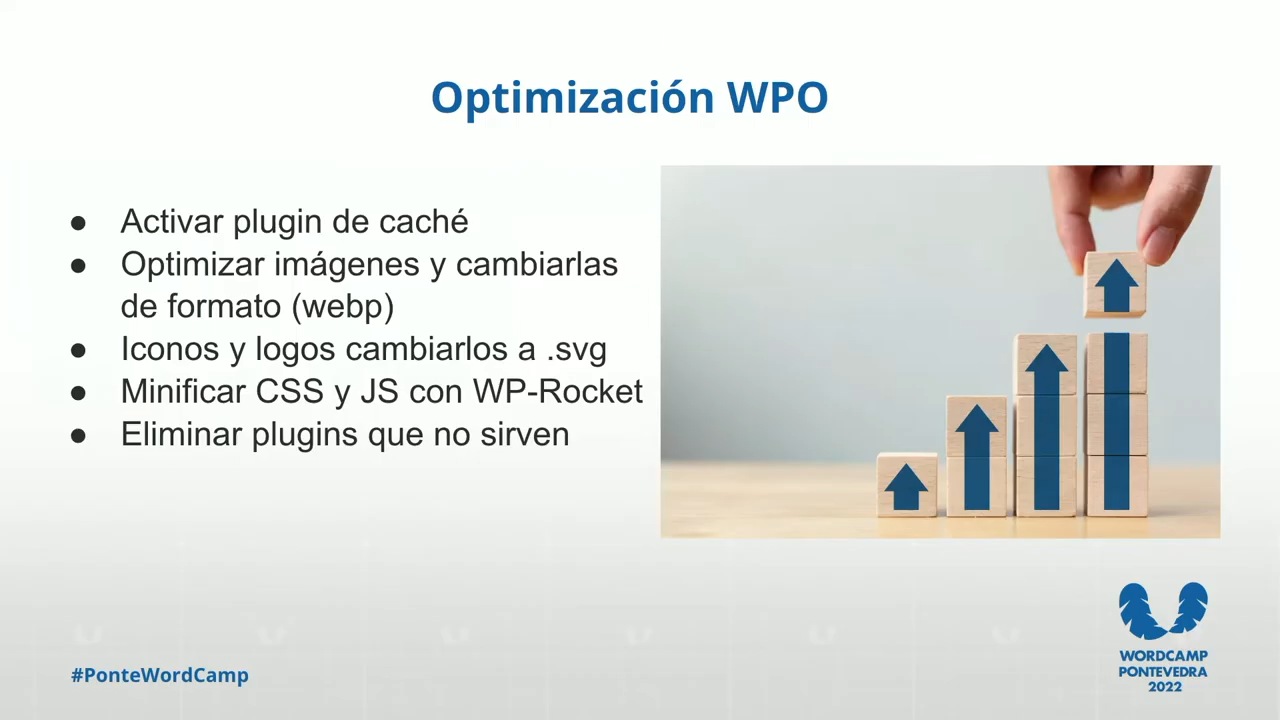 Optimización WPO
● Activar plugin de caché
● Optimizar imágenes y cambiarlas
de formato (webp)
● Iconos y logos cambiarlos a .svg
● Minificar CSS y JS con WP-Rocket
● Eliminar plugins que no sirven
#PonteWordCamp
WORDCAMP
PONTEVEDRA
2022